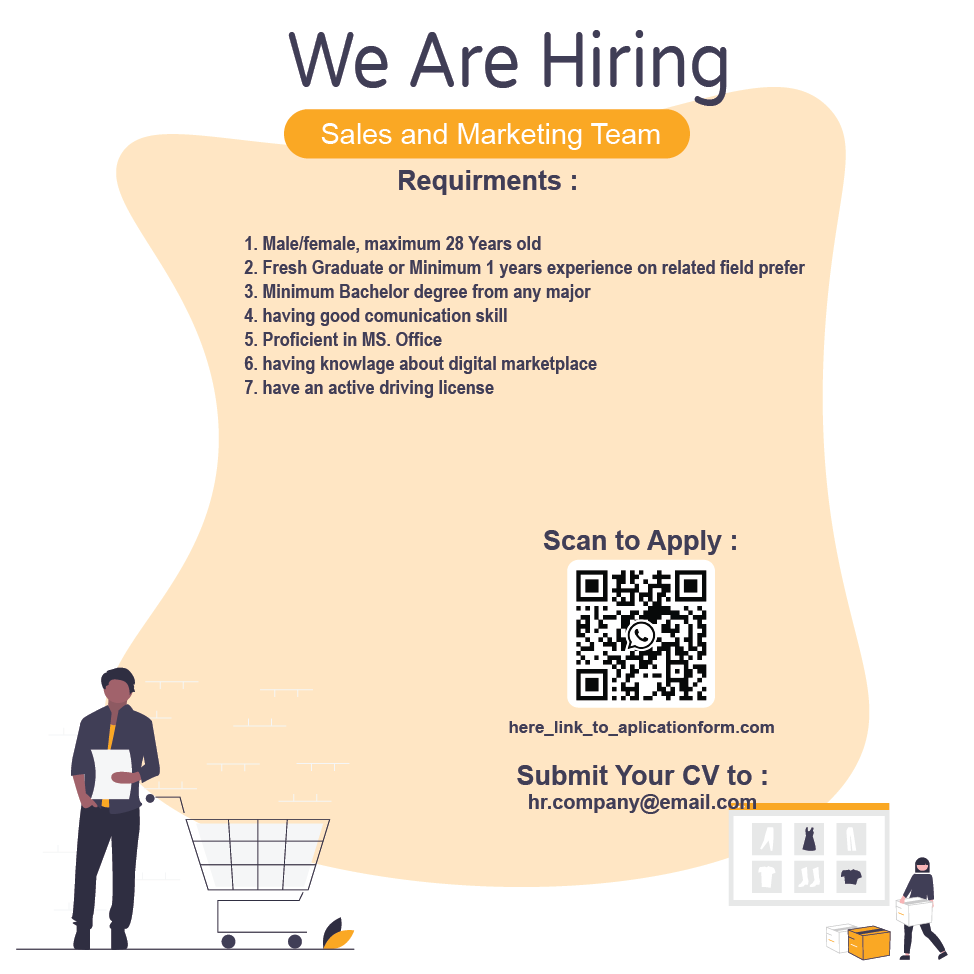 We Are Hiring
Sales and Marketing Team
Requirments :
1. Male/female, maximum 28 Years old
2. Fresh Graduate or Minimum 1 years experience on related field prefer
3. Minimum Bachelor degree from any major
4. having good comunication skill
5. Proficient in MS. Office
6. having knowlage about digital marketplace
7. have an active driving license
Scan to Apply :
here_link_to_aplicationform.com
Submit Your CV to :
hr.company@email.com